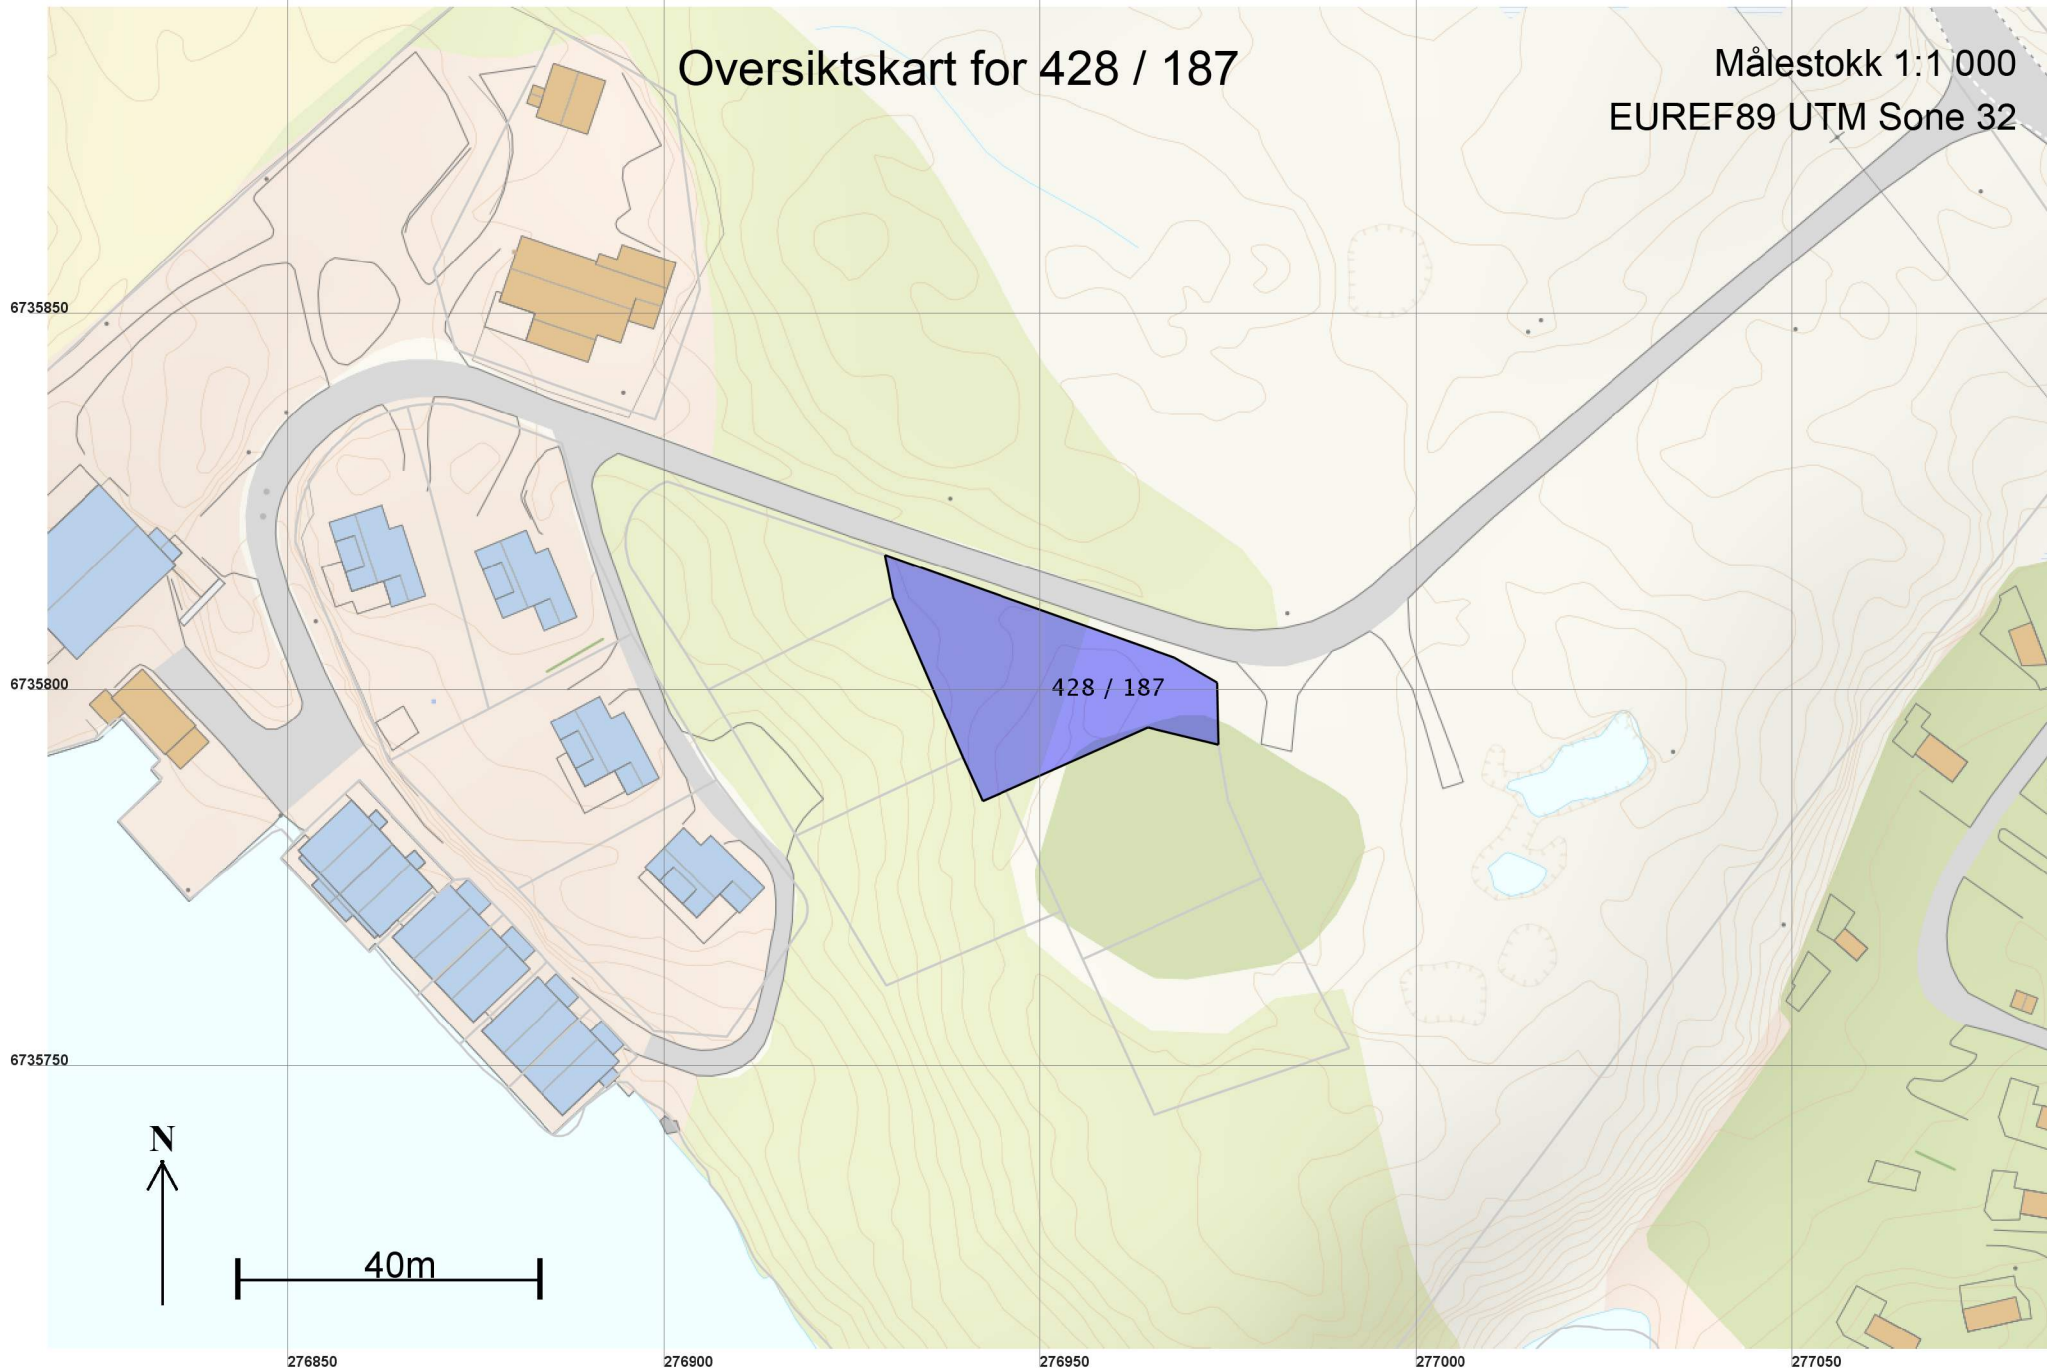 Oversiktskart for 428 / 187
Målestokk 1:1 000
EUREF89 UTM Sone 32
6735850
6735800
428 / 187
6735750
N
40m
276850
276900
276950
277000
277050